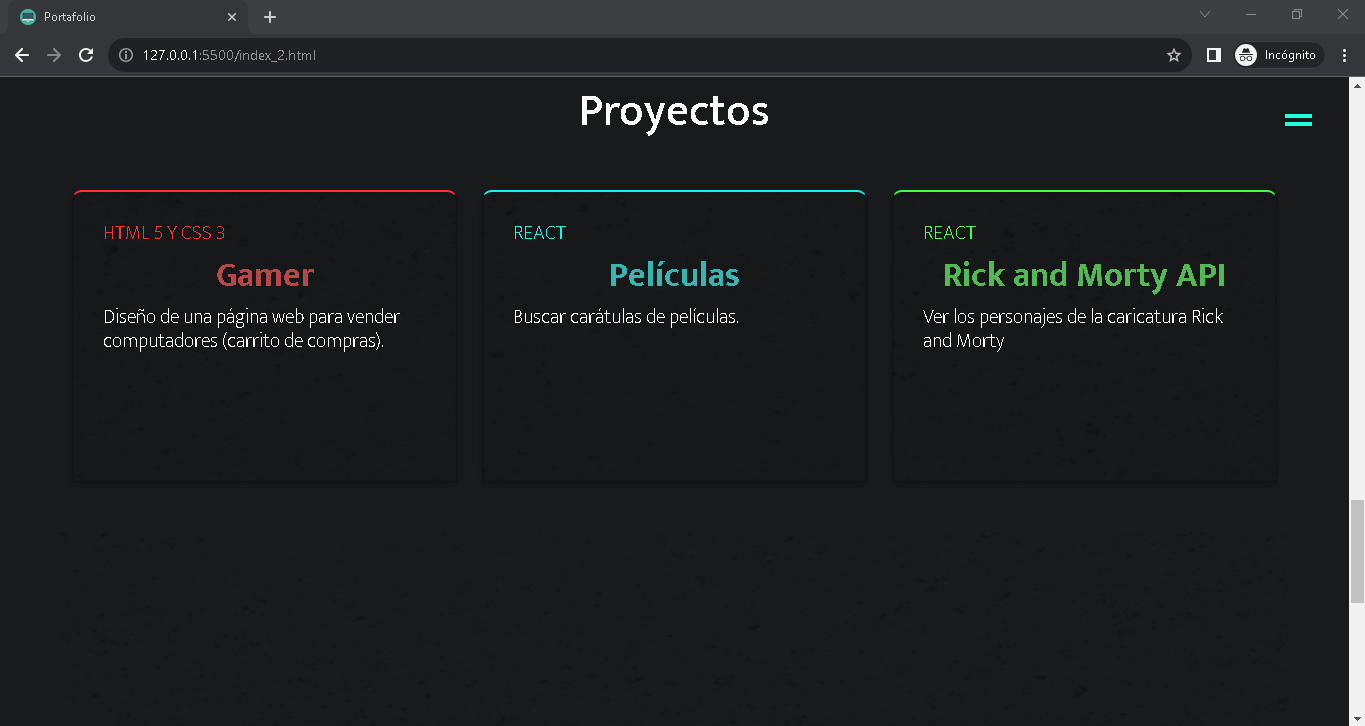 Portafolio
127.0.0.1:5500/index_2.html
Incógnito
Proyectos
HTML 5 Y CSS 3
Gamer
Diseño de una página web para vender
computadores (carrito de compras).
REACT
Películas
Buscar carátulas de películas.
REACT
Rick and Morty API
Ver los personajes de la caricatura Rick
and Morty